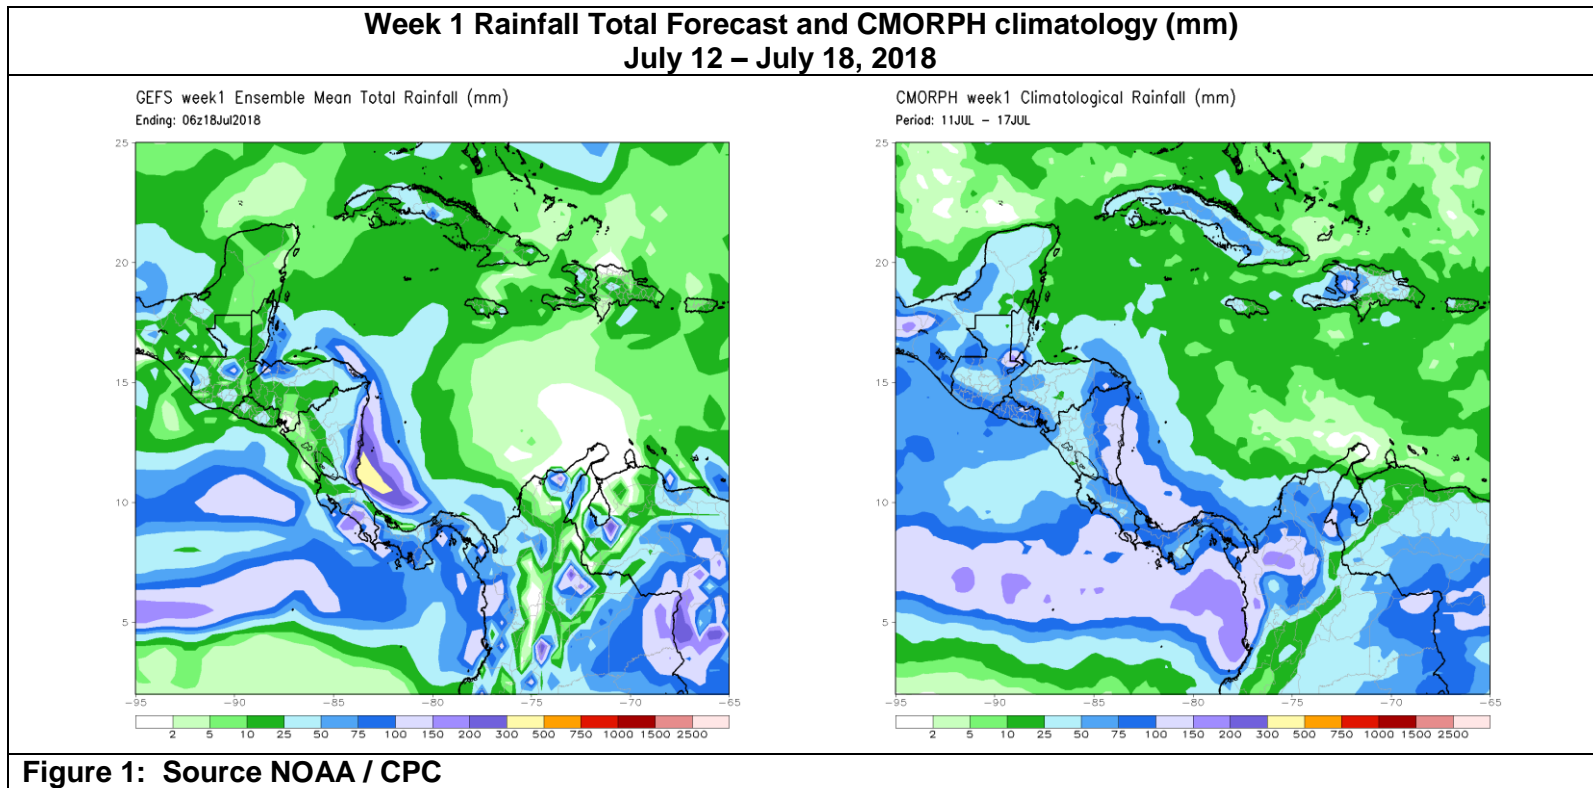 Week 1 Rainfall Total Forecast and CMORPH climatology (mm)
July 12 – July 18, 2018
GEFS week1 Ensemble Mean Total Rainfall (mm)
Ending: 06z18Jul2018
25
20
15
10
5
-95 -90 -85 -80 -75 -70 -65
2 5 10 25 50 75 100 150 200 300 500 750 1000 1500 2500
CMORPH week1 Climatological Rainfall (mm)
Period: 11JUL – 17JUL
25
20
15
10
5
-95 -90 -85 -80 -75 -70 -65
2 5 10 25 50 75 100 150 200 300 500 750 1000 1500 2500
Figure 1: Source NOAA / CPC